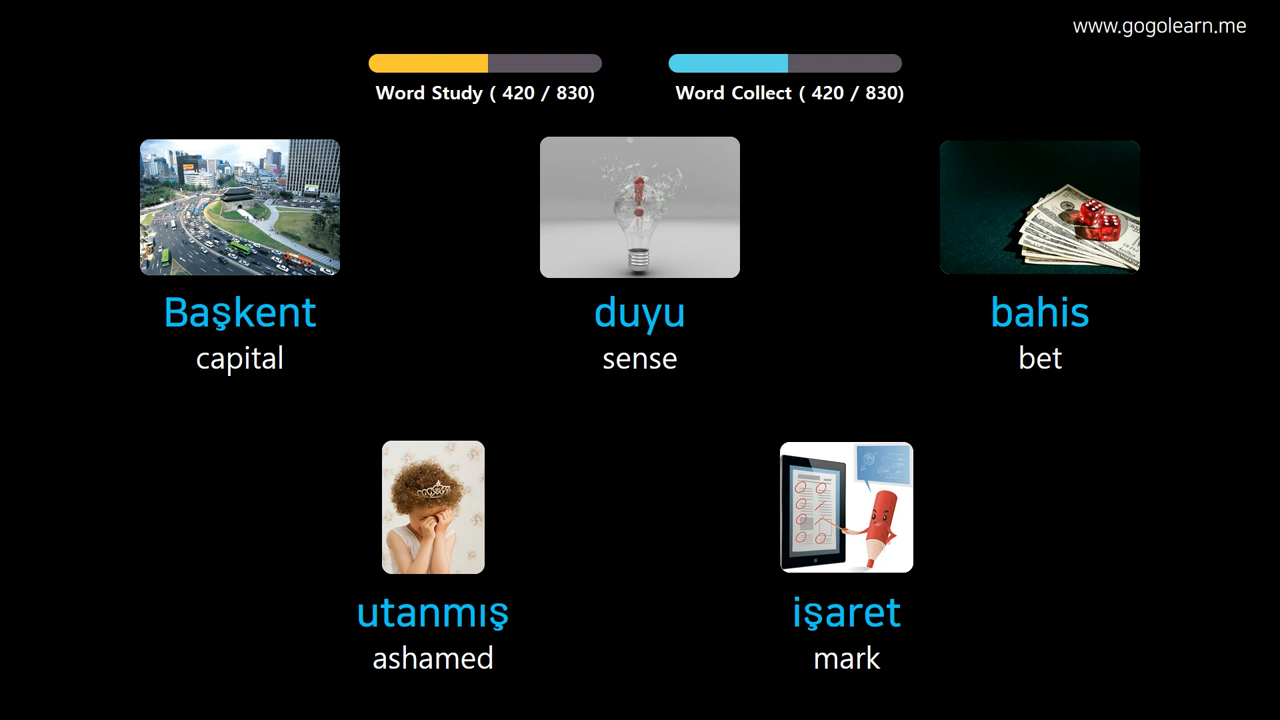 www.gogolearn.me
Word Study ( 420 / 830)
Word Collect ( 420 / 830)
Başkent
capital
duyu
sense
bahis
bet
utanmış
ashamed
işaret
mark